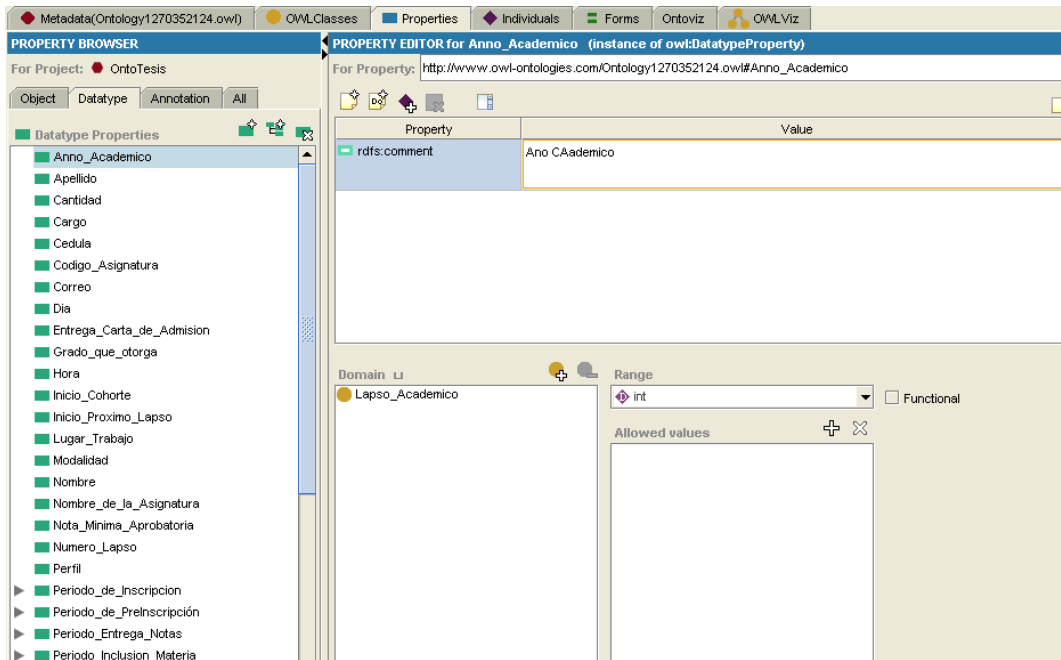 Metadata(Ontology1270352124.owl) OWLClasses Properties Individuals Forms Ontoviz OWLViz
PROPERTY BROWSER
For Project: OntoTesis
Object Datatype Annotation All
Datatype Properties
Anno_Academico
Apellido
Cantidad
Cargo
Cedula
Codigo_Asignatura
Correo
Dia
Entrega_Carta_de_Admision
Grado_que_otorga
Hora
Inicio_Cohorte
Inicio_Proximo_Lapso
Lugar_Trabajo
Modalidad
Nombre
Nombre_de_la_Asignatura
Nota_Minima_Aprobatoria
Numero_Lapso
Perfil
Periodo_de_Inscripcion
Periodo_de_PreInscripción
Periodo_Entrega_Notas
Periodo_Inclusion_Materia
PROPERTY EDITOR for Anno_Academico (instance of owl:DatatypeProperty)
For Property: http://www.owl-ontologies.com/Ontology1270352124.owl#Anno_Academico
Property Value
rdfs:comment Ano CAademico
Domain
Lapso_Academico
Range
int
Functional
Allowed values